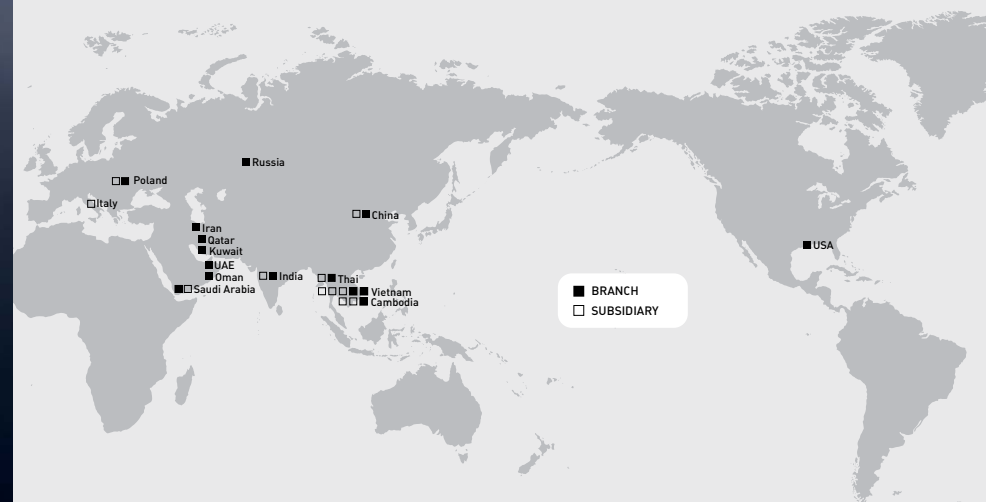 Russia
Poland
Italy
China
Iran
Qatar
USA
Kuwait
UAE
Oman
India
Thai
Saudi Arabia
Vietnam
Cambodia
BRANCH
SUBSIDIARY